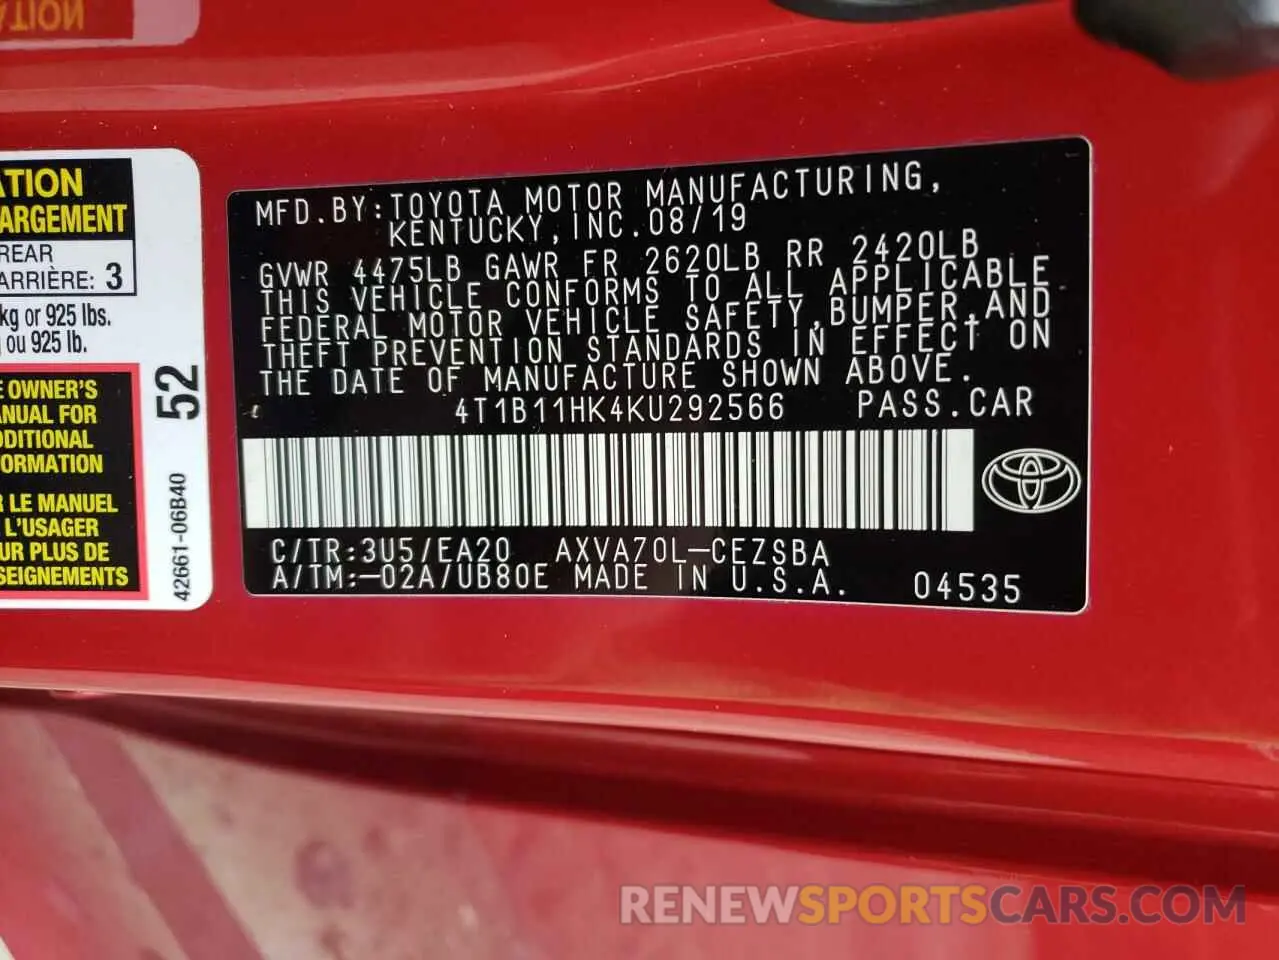 ATION
ATION
ARGEMENT
REAR
ARRIÈRE: 3
kg or 925 lbs.
ou 925 lb.
E OWNER'S
ANUAL FOR
DDITIONAL
FORMATION
R LE MANUEL
L'USAGER
UR PLUS DE
SEIGNEMENTS
52
42661-06B40
MFD.BY:TOYOTA MOTOR MANUFACTURING,
KENTUCKY,INC.08/19
GVWR 4475LB GAWR FR 2620LB RR 2420LB
THIS VEHICLE CONFORMS TO ALL APPLICABLE
FEDERAL MOTOR VEHICLE SAFETY,BUMPER,AND
THEFT PREVENTION STANDARDS IN EFFECT ON
THE DATE OF MANUFACTURE SHOWN ABOVE.
4T1B11HK4KU292566 PASS.CAR
C/TR:3U5/EA20 AXVA70L-CEZSBA
A/TM:-02A/UB80E MADE IN U.S.A. 04535
RENEWSPORTSCARS.COM